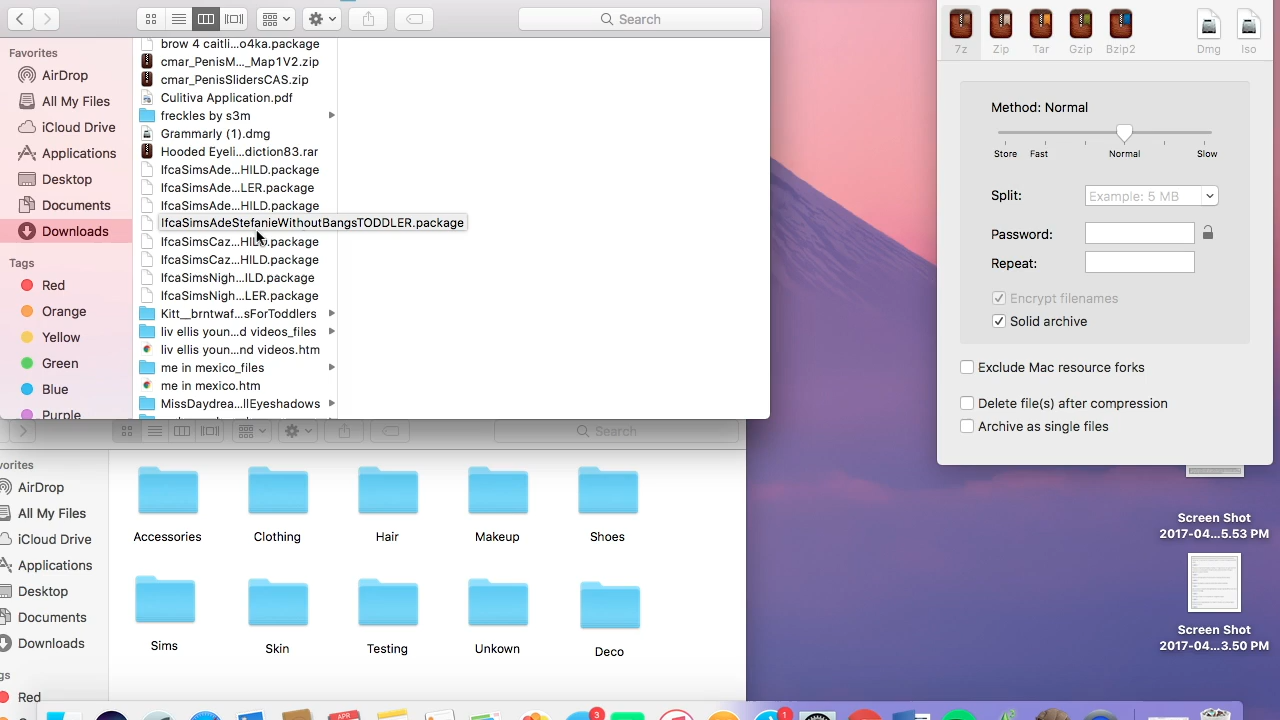 Search
Favorites
AirDrop
All My Files
iCloud Drive
Applications
Desktop
Documents
Downloads
Tags
Red
Orange
Yellow
Green
Blue
Purple
brow 4 caitli...o4ka.package
cmar_PenisM..._Map1V2.zip
cmar_PenisSlidersCAS.zip
Culitiva Application.pdf
freckles by s3m
Grammarly (1).dmg
Hooded Eyeli...diction83.rar
IfcaSimsAde...HILD.package
IfcaSimsAde...LER.package
IfcaSimsAde...HILD.package
IfcaSimsAdeStefanieWithoutBangsTODDLER.package
IfcaSimsCaz...HILD.package
IfcaSimsCaz...HILD.package
IfcaSimsNigh...ILD.package
IfcaSimsNigh...LER.package
Kitt__brntwaf...sForToddlers
liv ellis youn...d videos_files
liv ellis youn...nd videos.htm
me in mexico_files
me in mexico.htm
MissDaydrea...llEyeshadows
7z Zip Tar Gzip Bzip2 Dmg Iso
Method: Normal
Store Fast Normal Slow
Split: Example: 5 MB
Password:
Repeat:
Encrypt filenames
Solid archive
Exclude Mac resource forks
Delete file(s) after compression
Archive as single files
Search
vorites
AirDrop
All My Files
iCloud Drive
Applications
Desktop
Documents
Downloads
gs
Red
Accessories Clothing Hair Makeup Shoes
Sims Skin Testing Unkown Deco
Screen Shot
2017-04...5.53 PM
Screen Shot
2017-04...3.50 PM
APR
3
1